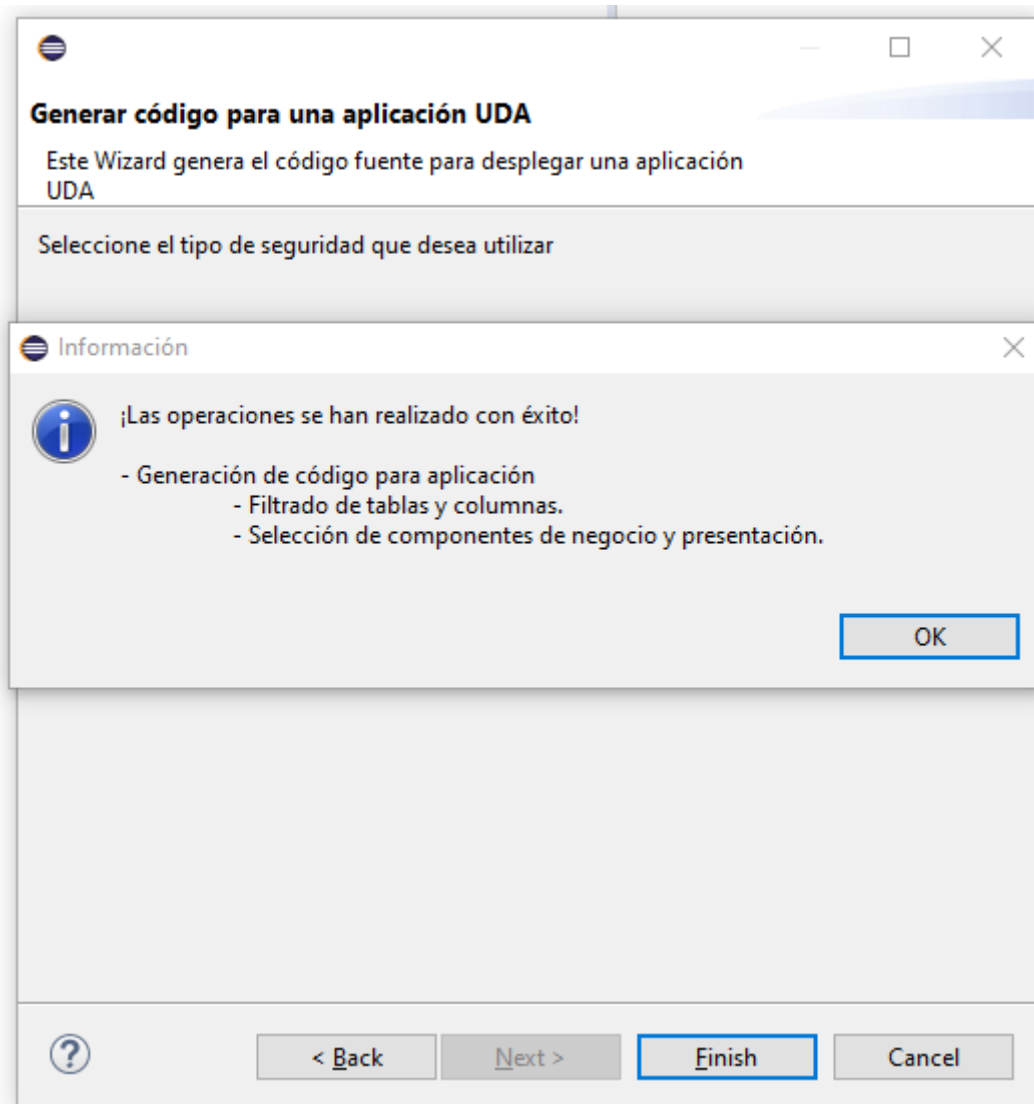 Generar código para una aplicación UDA
Este Wizard genera el código fuente para desplegar una aplicación
UDA
Seleccione el tipo de seguridad que desea utilizar
Información
¡Las operaciones se han realizado con éxito!
- Generación de código para aplicación
- Filtrado de tablas y columnas.
- Selección de componentes de negocio y presentación.
OK
?
< Back
Next >
Finish
Cancel